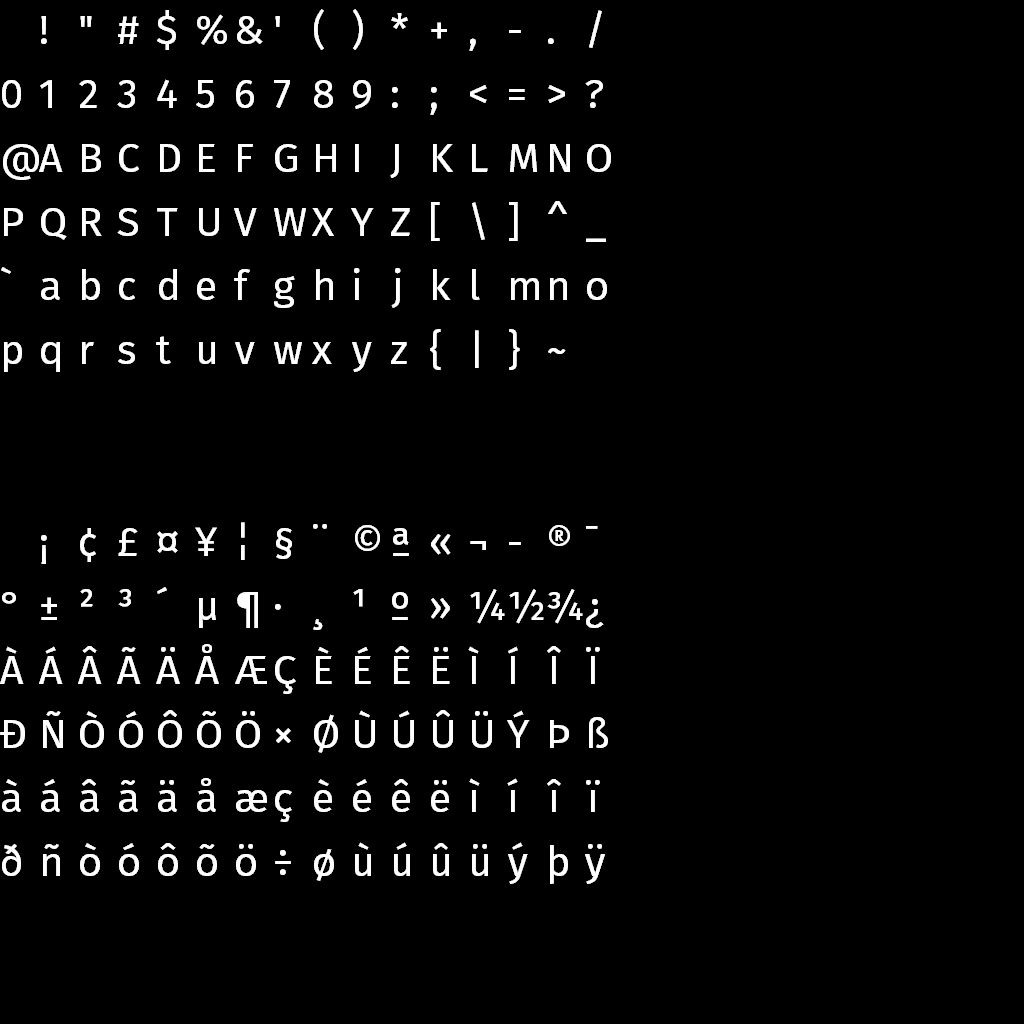 ! " # $ % & ' ( ) * + , - . /
0 1 2 3 4 5 6 7 8 9 : ; < = > ?
@ A B C D E F G H I J K L M N O
P Q R S T U V W X Y Z [ \ ] ^ _
` a b c d e f g h i j k l m n o
p q r s t u v w x y z { | } ~
¡ ¢ £ ¤ ¥ ¦ § ¨ © ª « ¬ - ® ¯
° ± ² ³ ´ µ ¶ · ¸ ¹ º » ¼ ½ ¾ ¿
À Á Â Ã Ä Å Æ Ç È É Ê Ë Ì Í Î Ï
Ð Ñ Ò Ó Ô Õ Ö × Ø Ù Ú Û Ü Ý Þ ß
à á â ã ä å æ ç è é ê ë ì í î ï
ð ñ ò ó ô õ ö ÷ ø ù ú û ü ý þ ÿ